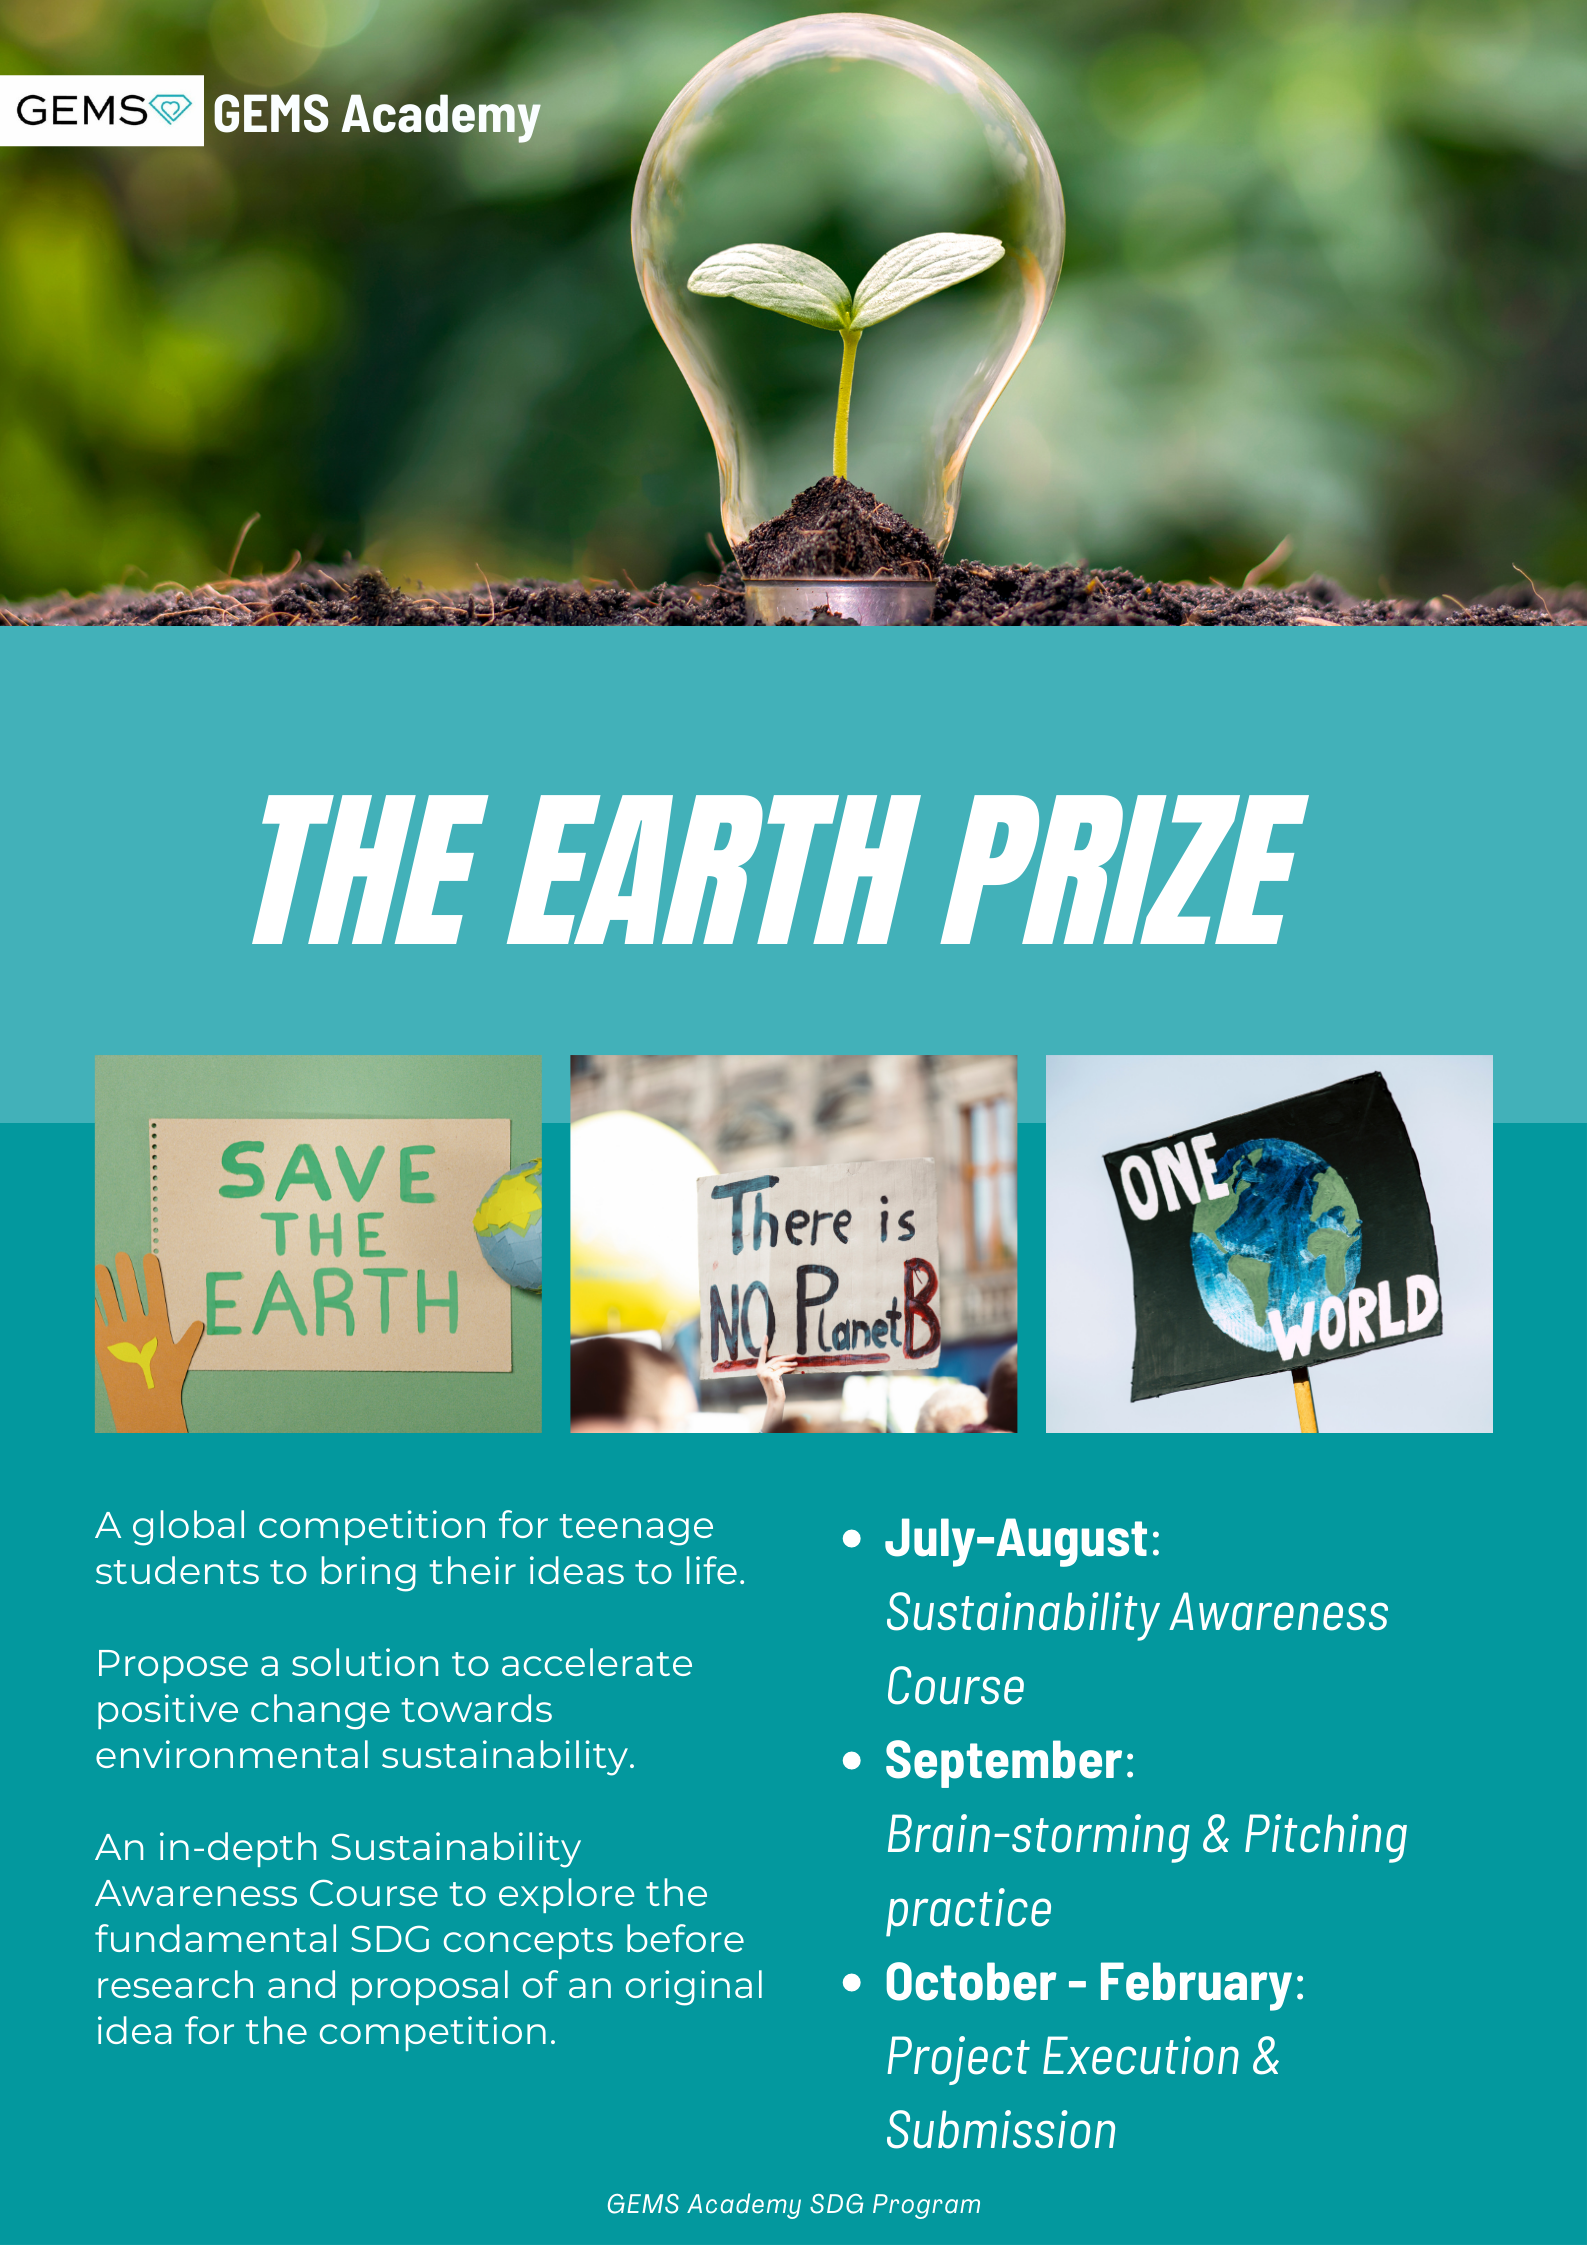 GEMS
GEMS Academy
THE EARTH PRIZE
SAVE
THE
EARTH
There is
NO Planet B
ONE
WORLD
A global competition for teenage
students to bring their ideas to life.
Propose a solution to accelerate
positive change towards
environmental sustainability.
An in-depth Sustainability
Awareness Course to explore the
fundamental SDG concepts before
research and proposal of an original
idea for the competition.
• July-August:
Sustainability Awareness
Course
• September:
Brain-storming & Pitching
practice
• October - February:
Project Execution &
Submission
GEMS Academy SDG Program